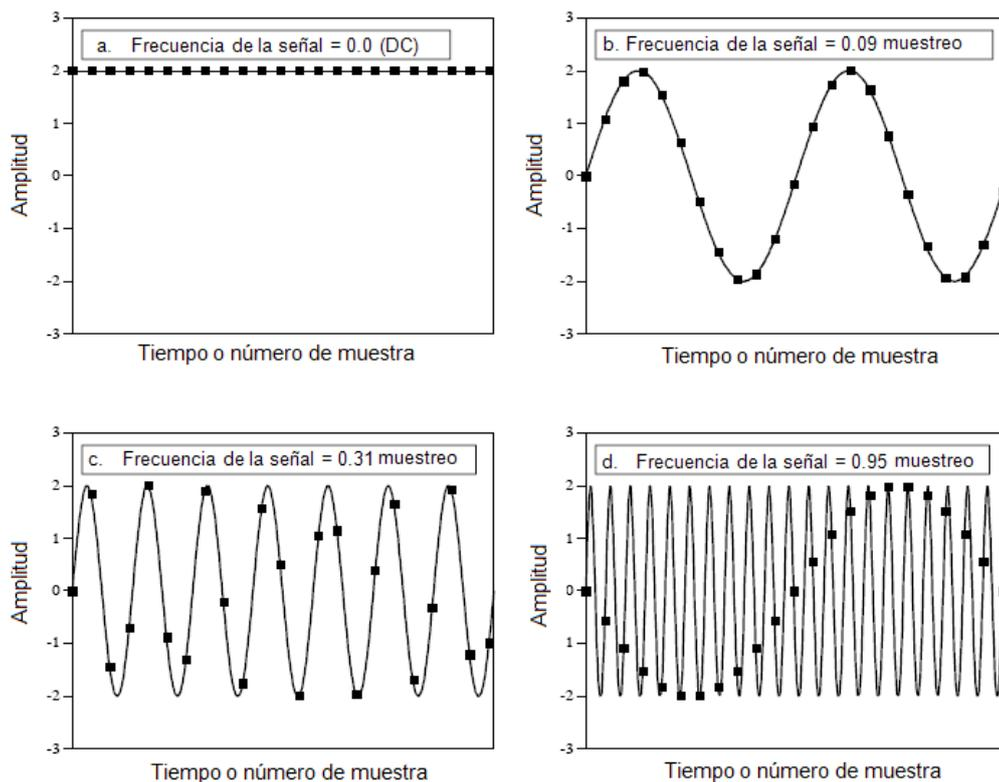 a. Frecuencia de la señal = 0.0 (DC)
3
2
1
0
-1
-2
-3
Amplitud
Tiempo o número de muestra
b. Frecuencia de la señal = 0.09 muestreo
3
2
1
0
-1
-2
-3
Amplitud
Tiempo o número de muestra
c. Frecuencia de la señal = 0.31 muestreo
3
2
1
0
-1
-2
-3
Amplitud
Tiempo o número de muestra
d. Frecuencia de la señal = 0.95 muestreo
3
2
1
0
-1
-2
-3
Amplitud
Tiempo o número de muestra